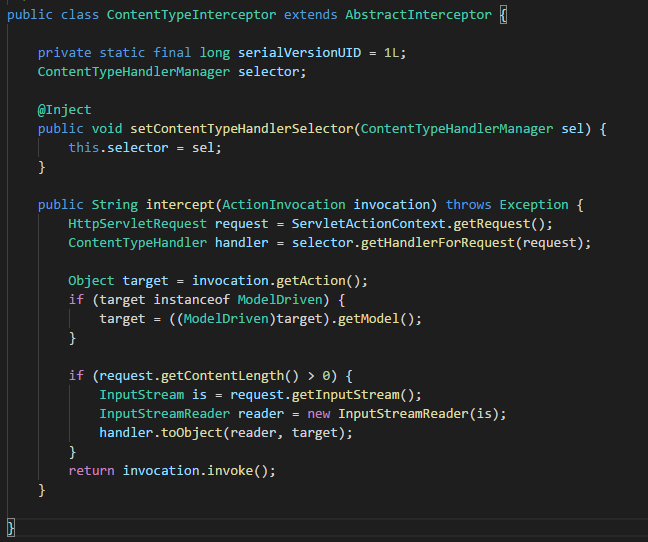 public class ContentTypeInterceptor extends AbstractInterceptor {
private static final long serialVersionUID = 1L;
ContentTypeHandlerManager selector;
@Inject
public void setContentTypeHandlerSelector(ContentTypeHandlerManager sel) {
this.selector = sel;
}
public String intercept(ActionInvocation invocation) throws Exception {
HttpServletRequest request = ServletActionContext.getRequest();
ContentTypeHandler handler = selector.getHandlerForRequest(request);
Object target = invocation.getAction();
if (target instanceof ModelDriven) {
target = ((ModelDriven)target).getModel();
}
if (request.getContentLength() > 0) {
InputStream is = request.getInputStream();
InputStreamReader reader = new InputStreamReader(is);
handler.toObject(reader, target);
}
return invocation.invoke();
}
}